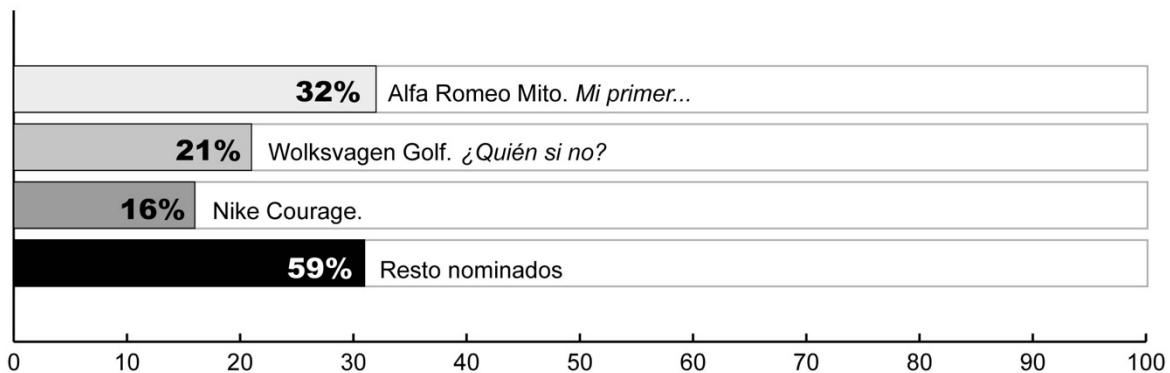 32% Alfa Romeo Mito. Mi primer...
21% Wolksvagen Golf. ¿Quién si no?
16% Nike Courage.
59% Resto nominados
0 10 20 30 40 50 60 70 80 90 100